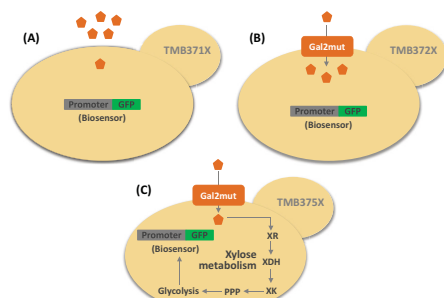 (A)
TMB371X
Promoter GFP
(Biosensor)
(B)
Gal2mut
TMB372X
Promoter GFP
(Biosensor)
(C)
Gal2mut
TMB375X
Promoter GFP
(Biosensor)
Xylose
metabolism
XR
XDH
XK
PPP
Glycolysis